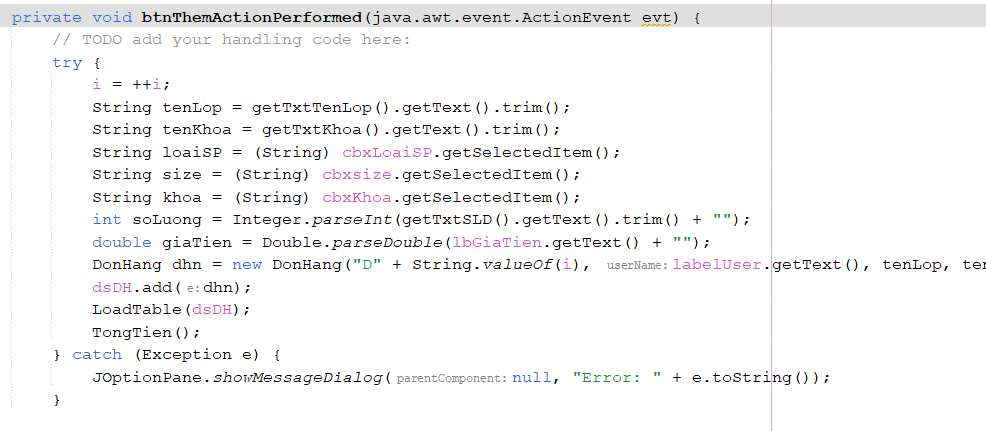 private void btnThemActionPerformed(java.awt.event.ActionEvent evt) {
// TODO add your handling code here:
try {
i = ++i;
String tenLop = getTxtTenLop().getText().trim();
String tenKhoa = getTxtKhoa().getText().trim();
String loaiSP = (String) cbxLoaiSP.getSelectedItem();
String size = (String) cbxsize.getSelectedItem();
String khoa = (String) cbxKhoa.getSelectedItem();
int soLuong = Integer.parseInt(getTxtSLD().getText().trim() + "");
double giaTien = Double.parseDouble(lbGiaTien.getText() + "");
DonHang dhn = new DonHang("D" + String.valueOf(i), userName: labelUser.getText(), tenLop, ten
dsDH.add( e: dhn);
LoadTable(dsDH);
TongTien();
} catch (Exception e) {
JOptionPane.showMessageDialog( parentComponent: null, "Error: " + e.toString());
}